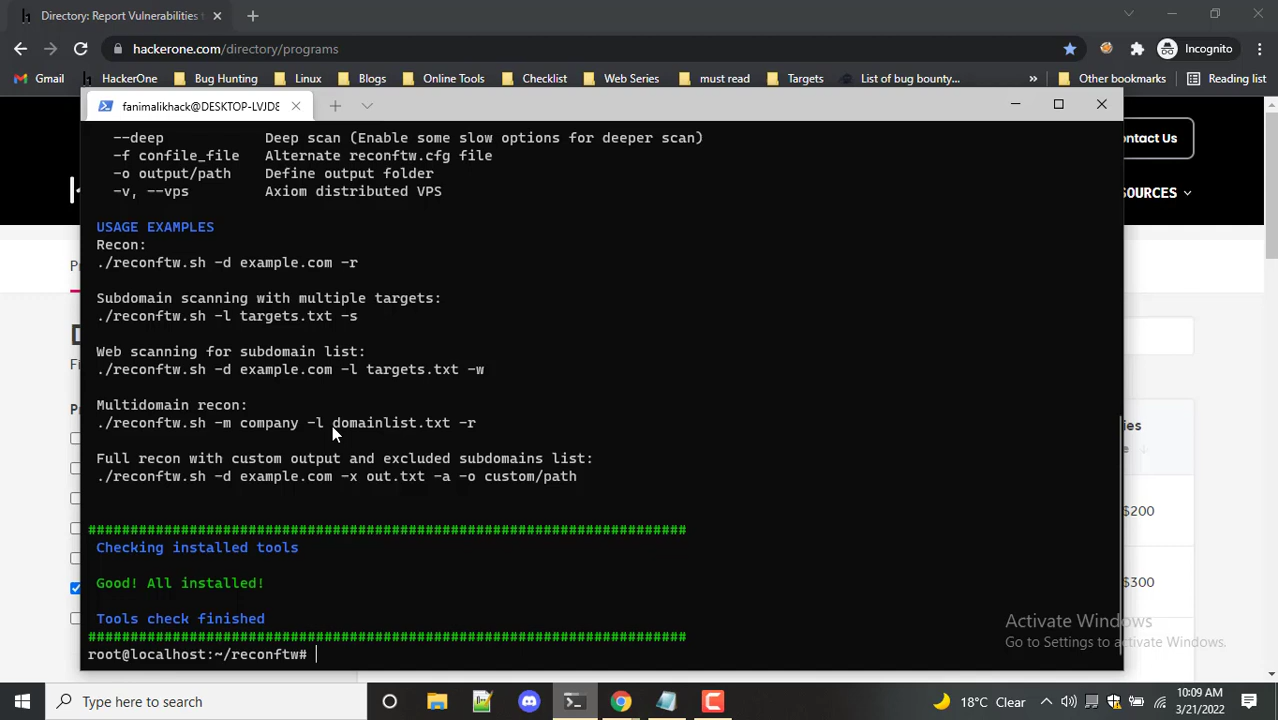 Directory: Report Vulnerabilities
hackerone.com/directory/programs
Incognito
Gmail
HackerOne
Bug Hunting
Linux
Blogs
Online Tools
Checklist
Web Series
must read
Targets
List of bug bounty...
»
Other bookmarks
Reading list
fanimalikhack@DESKTOP-LVJD
ontact Us
SOURCES
--deep Deep scan (Enable some slow options for deeper scan)
-f confile_file Alternate reconftw.cfg file
-o output/path Define output folder
-v, --vps Axiom distributed VPS
USAGE EXAMPLES
Recon:
./reconftw.sh -d example.com -r
Subdomain scanning with multiple targets:
./reconftw.sh -l targets.txt -s
Web scanning for subdomain list:
./reconftw.sh -d example.com -l targets.txt -w
Multidomain recon:
./reconftw.sh -m company -l domainlist.txt -r
Full recon with custom output and excluded subdomains list:
./reconftw.sh -d example.com -x out.txt -a -o custom/path
#######################################################################
Checking installed tools
Good! All installed!
Tools check finished
#######################################################################
root@localhost:~/reconftw#
ies
$200
$300
Activate Windows
Go to Settings to activate Windows.
Type here to search
18°C Clear
10:09 AM
3/21/2022